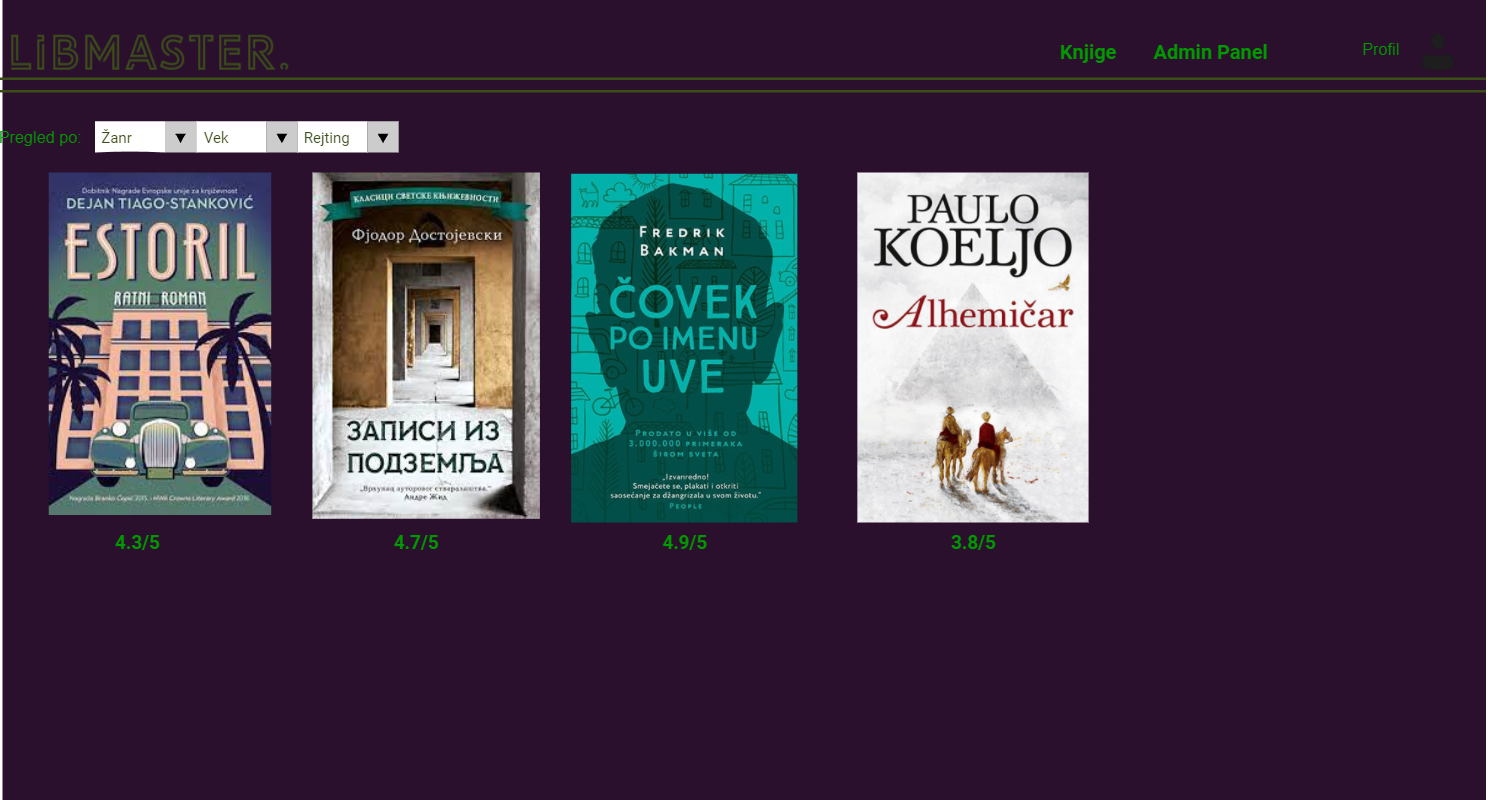 LiBMASTER.
Knjige
Admin Panel
Profil
Pregled po:
Žanr
Vek
Rejting
Dobitnik Nagrade Evropske unije za književnost
DEJAN TIAGO-STANKOVIĆ
ESTORIL
RATNI ROMAN
Nagrada Branko Ćopić 2015. i HWA Crowns Literary Award 2018
4.3/5
КЛАСИЦИ СВЕТСКЕ КЊИЖЕВНОСТИ
Фјодор Достојевски
ЗАПИСИ ИЗ
ПОДЗЕМЉА
„Врхунац ауторовог стваралаштва.“
Андре Жид
4.7/5
FREDRIK
BAKMAN
ČOVEK
PO IMENU
UVE
PRODATO U VIŠE OD
3.000.000 PRIMERAKA
ŠIROM SVETA
„Izvanredno!
Smejaćete se, plakati i otkriti
saosećanje za džangrizala u svom životu.“
PEOPLE
4.9/5
PAULO
KOELJO
Alhemičar
3.8/5